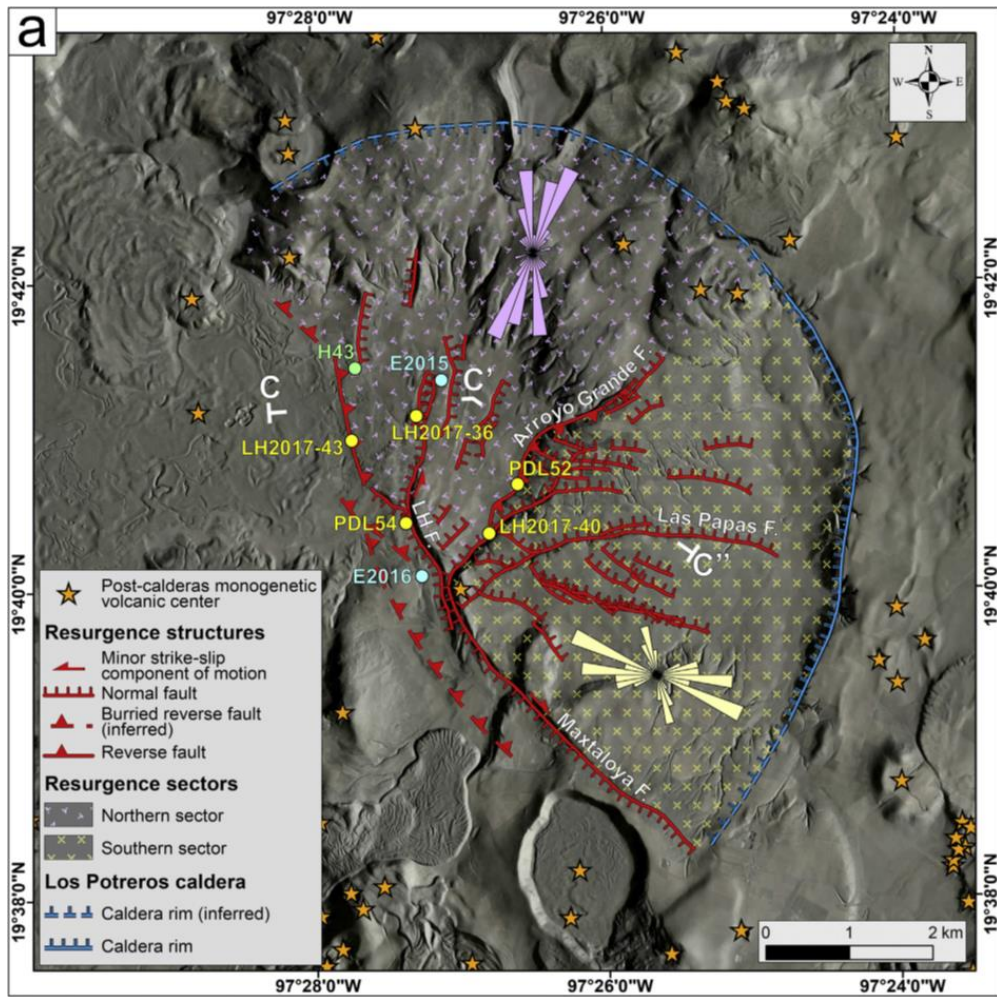 a
97°28'0"W
97°26'0"W
97°24'0"W
N
W E
S
19°42'0"N
19°42'0"N
H43
E2015
C
C'
Arroyo Grande F.
LH2017-36
LH2017-43
PDL52
PDL54
LH F.
LH2017-40
Las Papas F.
C''
E2016
19°40'0"N
19°40'0"N
Maxtaloya F.
Post-calderas monogenetic
volcanic center
Resurgence structures
Minor strike-slip
component of motion
Normal fault
Burried reverse fault
(inferred)
Reverse fault
Resurgence sectors
Northern sector
Southern sector
Los Potreros caldera
Caldera rim (inferred)
Caldera rim
19°38'0"N
19°38'0"N
0 1 2 km
97°28'0"W
97°26'0"W
97°24'0"W